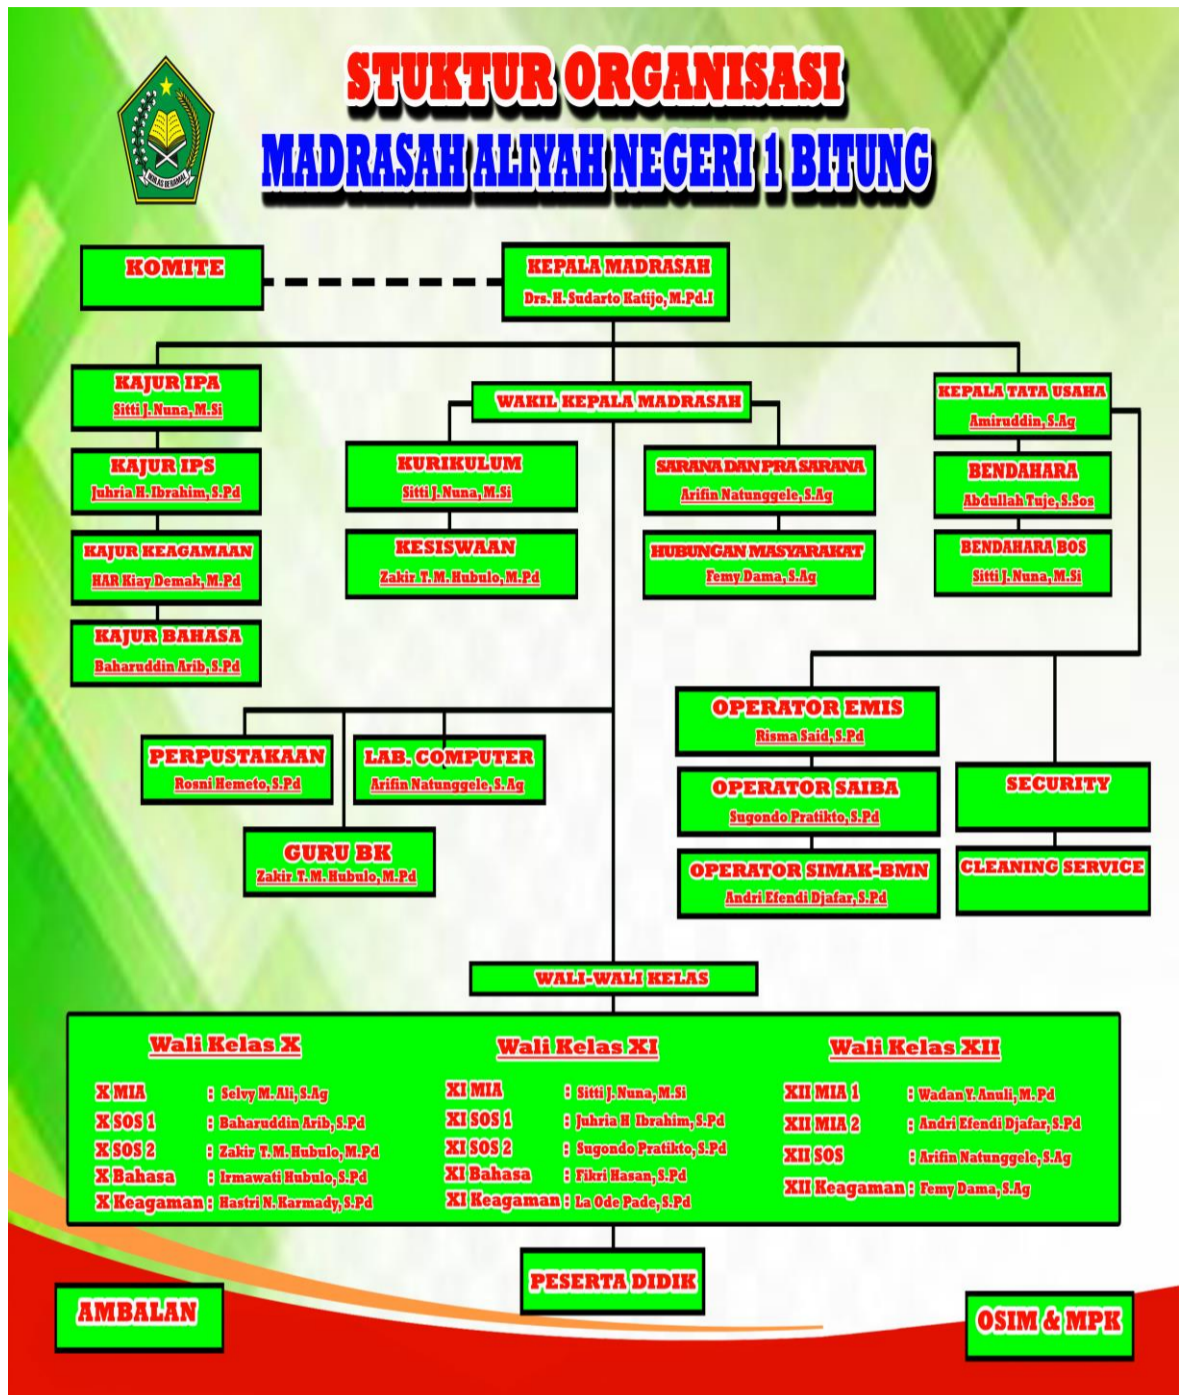 STUKTUR ORGANISASI
MADRASAH ALIYAH NEGERI 1 BITUNG
IKHLAS BERAMAL
KOMITE
KEPALA MADRASAH
Drs. H. Sudarto Katijo, M.Pd.I
KAJUR IPA
Sitti J. Nuna, M.Si
KAJUR IPS
Juhria H. Ibrahim, S.Pd
KAJUR KEAGAMAAN
HAR Kiay Demak, M.Pd
KAJUR BAHASA
Baharuddin Arib, S.Pd
WAKIL KEPALA MADRASAH
KURIKULUM
Sitti J. Nuna, M.Si
KESISWAAN
Zakir T. M. Hubulo, M.Pd
SARANA DAN PRA SARANA
Arifin Natunggele, S.Ag
HUBUNGAN MASYARAKAT
Femy Dama, S.Ag
KEPALA TATA USAHA
Amiruddin, S.Ag
BENDAHARA
Abdullah Tuje, S.Sos
BENDAHARA BOS
Sitti J. Nuna, M.Si
PERPUSTAKAAN
Rosni Hemeto, S.Pd
LAB. COMPUTER
Arifin Natunggele, S.Ag
GURU BK
Zakir T. M. Hubulo, M.Pd
OPERATOR EMIS
Risma Said, S.Pd
OPERATOR SAIBA
Sugondo Pratikto, S.Pd
OPERATOR SIMAK-BMN
Andri Efendi Djafar, S.Pd
SECURITY
CLEANING SERVICE
WALI-WALI KELAS
Wali Kelas X
X MIA : Selvy M. Ali, S.Ag
X SOS 1 : Baharuddin Arib, S.Pd
X SOS 2 : Zakir T. M. Hubulo, M.Pd
X Bahasa : Irmawati Hubulo, S.Pd
X Keagaman : Hastri N. Karmady, S.Pd
Wali Kelas XI
XI MIA : Sitti J. Nuna, M.Si
XI SOS 1 : Juhria H Ibrahim, S.Pd
XI SOS 2 : Sugondo Pratikto, S.Pd
XI Bahasa : Fikri Hasan, S.Pd
XI Keagaman : La Ode Pade, S.Pd
Wali Kelas XII
XII MIA 1 : Wadan Y. Anuli, M. Pd
XII MIA 2 : Andri Efendi Djafar, S.Pd
XII SOS : Arifin Natunggele, S.Ag
XII Keagaman : Femy Dama, S.Ag
PESERTA DIDIK
AMBALAN
OSIM & MPK